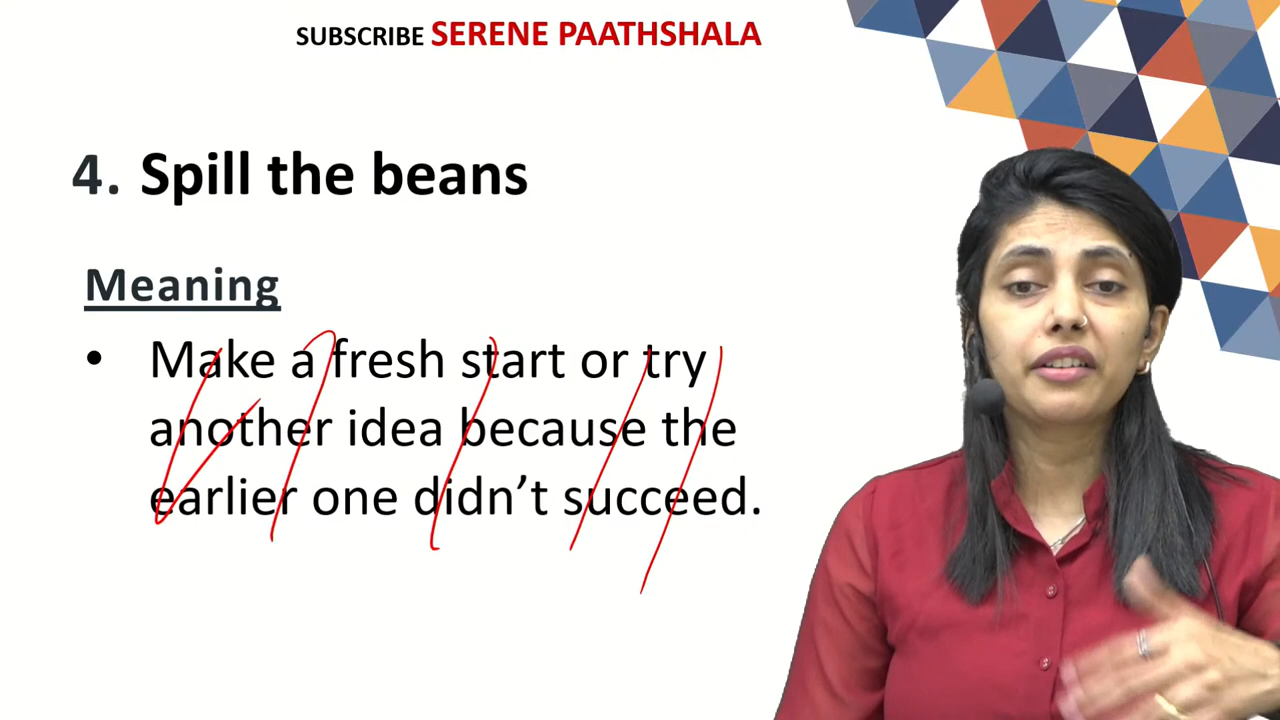 SUBSCRIBE SERENE PAATHSHALA
4. Spill the beans
Meaning
• Make a fresh start or try
another idea because the
earlier one didn’t succeed.